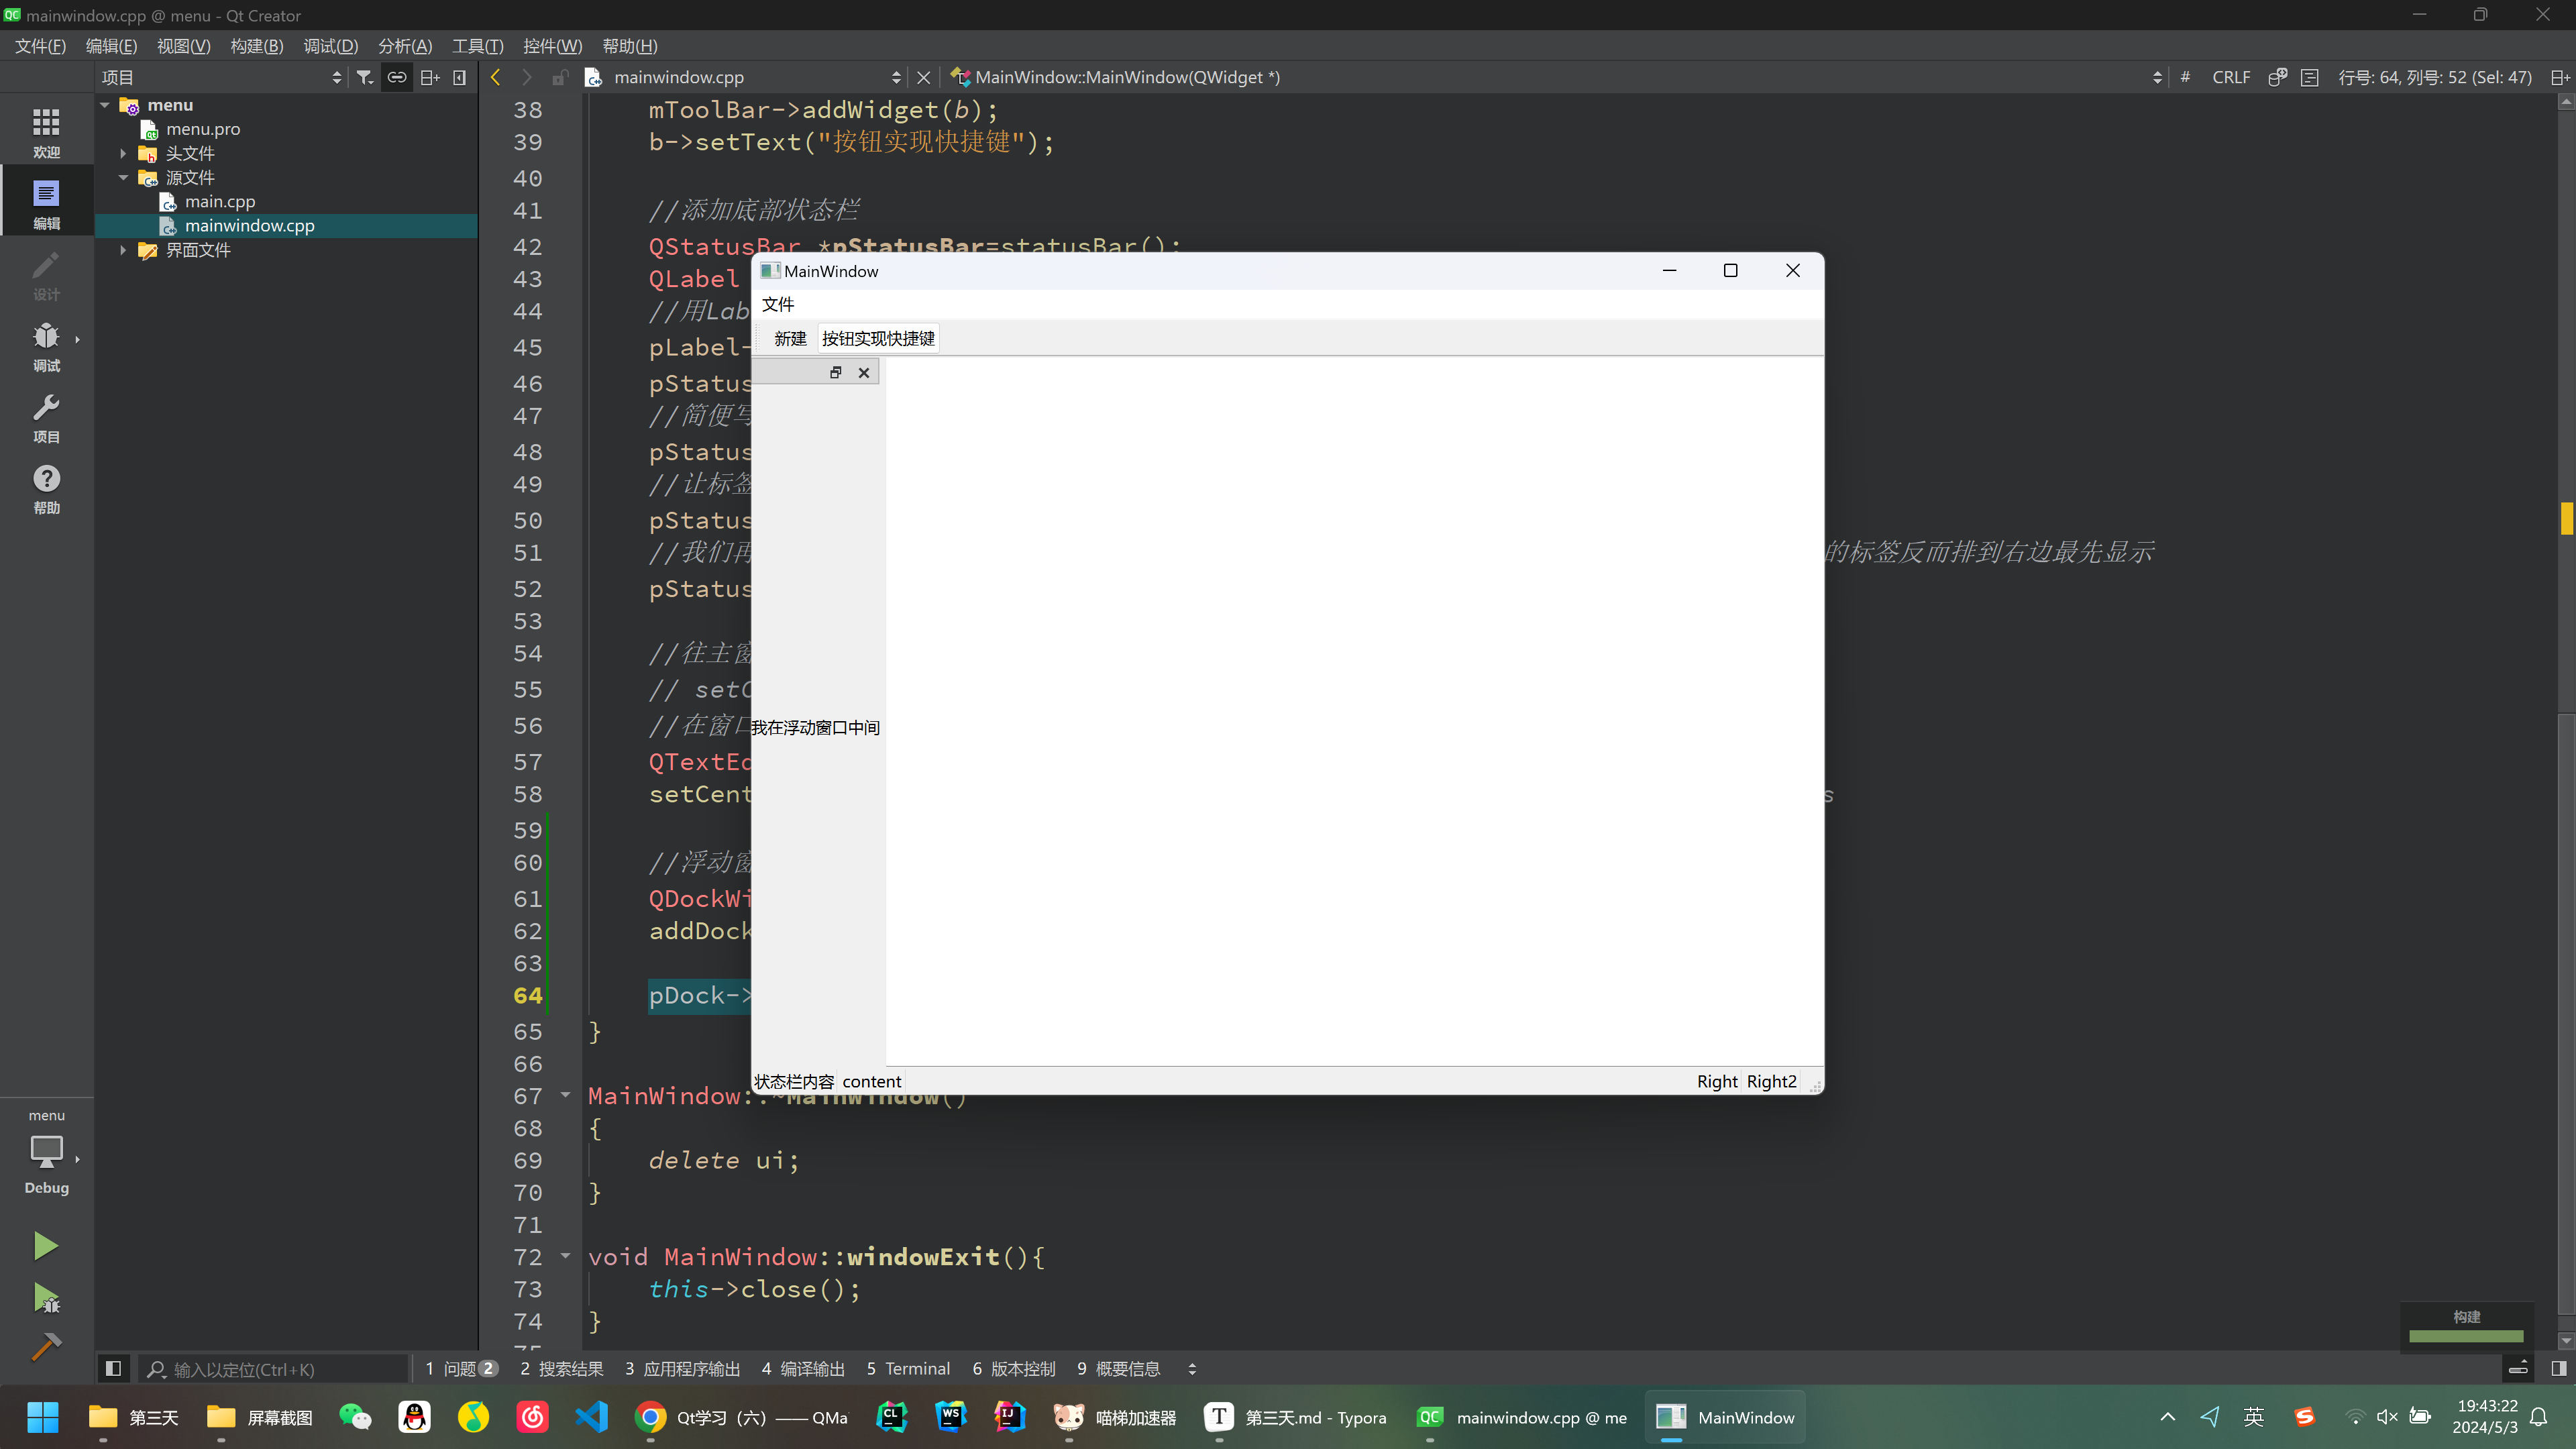 mainwindow.cpp @ menu - Qt Creator
文件(F) 编辑(E) 视图(V) 构建(B) 调试(D) 分析(A) 工具(T) 控件(W) 帮助(H)
项目
mainwindow.cpp
MainWindow::MainWindow(QWidget *)
# CRLF
行号: 64, 列号: 52 (Sel: 47)
欢迎
编辑
设计
调试
项目
帮助
menu
menu.pro
头文件
源文件
main.cpp
mainwindow.cpp
界面文件
38 mToolBar->addWidget(b);
39 b->setText("按钮实现快捷键");
40
41 //添加底部状态栏
42 QStatusBar *pStatusBar=statusBar();
43 QLabel
44 //用Lab
45 pLabel-
46 pStatus
47 //简便写
48 pStatus
49 //让标签
50 pStatus
51 //我们再 的标签反而排到右边最先显示
52 pStatus
53
54 //往主窗
55 // setC
56 //在窗口
57 QTextEd
58 setCent s
59
60 //浮动窗
61 QDockWi
62 addDock
63
64 pDock->
65 }
66
67 MainWindow::~MainWindow()
68 {
69 delete ui;
70 }
71
72 void MainWindow::windowExit(){
73 this->close();
74 }
75
MainWindow
文件
新建 按钮实现快捷键
我在浮动窗口中间
状态栏内容 content
Right Right2
menu
Debug
构建
输入以定位(Ctrl+K)
1 问题 2
2 搜索结果
3 应用程序输出
4 编译输出
5 Terminal
6 版本控制
9 概要信息
第三天
屏幕截图
Qt学习（六）—— QMa
CL
WS
IJ
喵梯加速器
T
第三天.md - Typora
QC
mainwindow.cpp @ me
MainWindow
英
S
19:43:22
2024/5/3